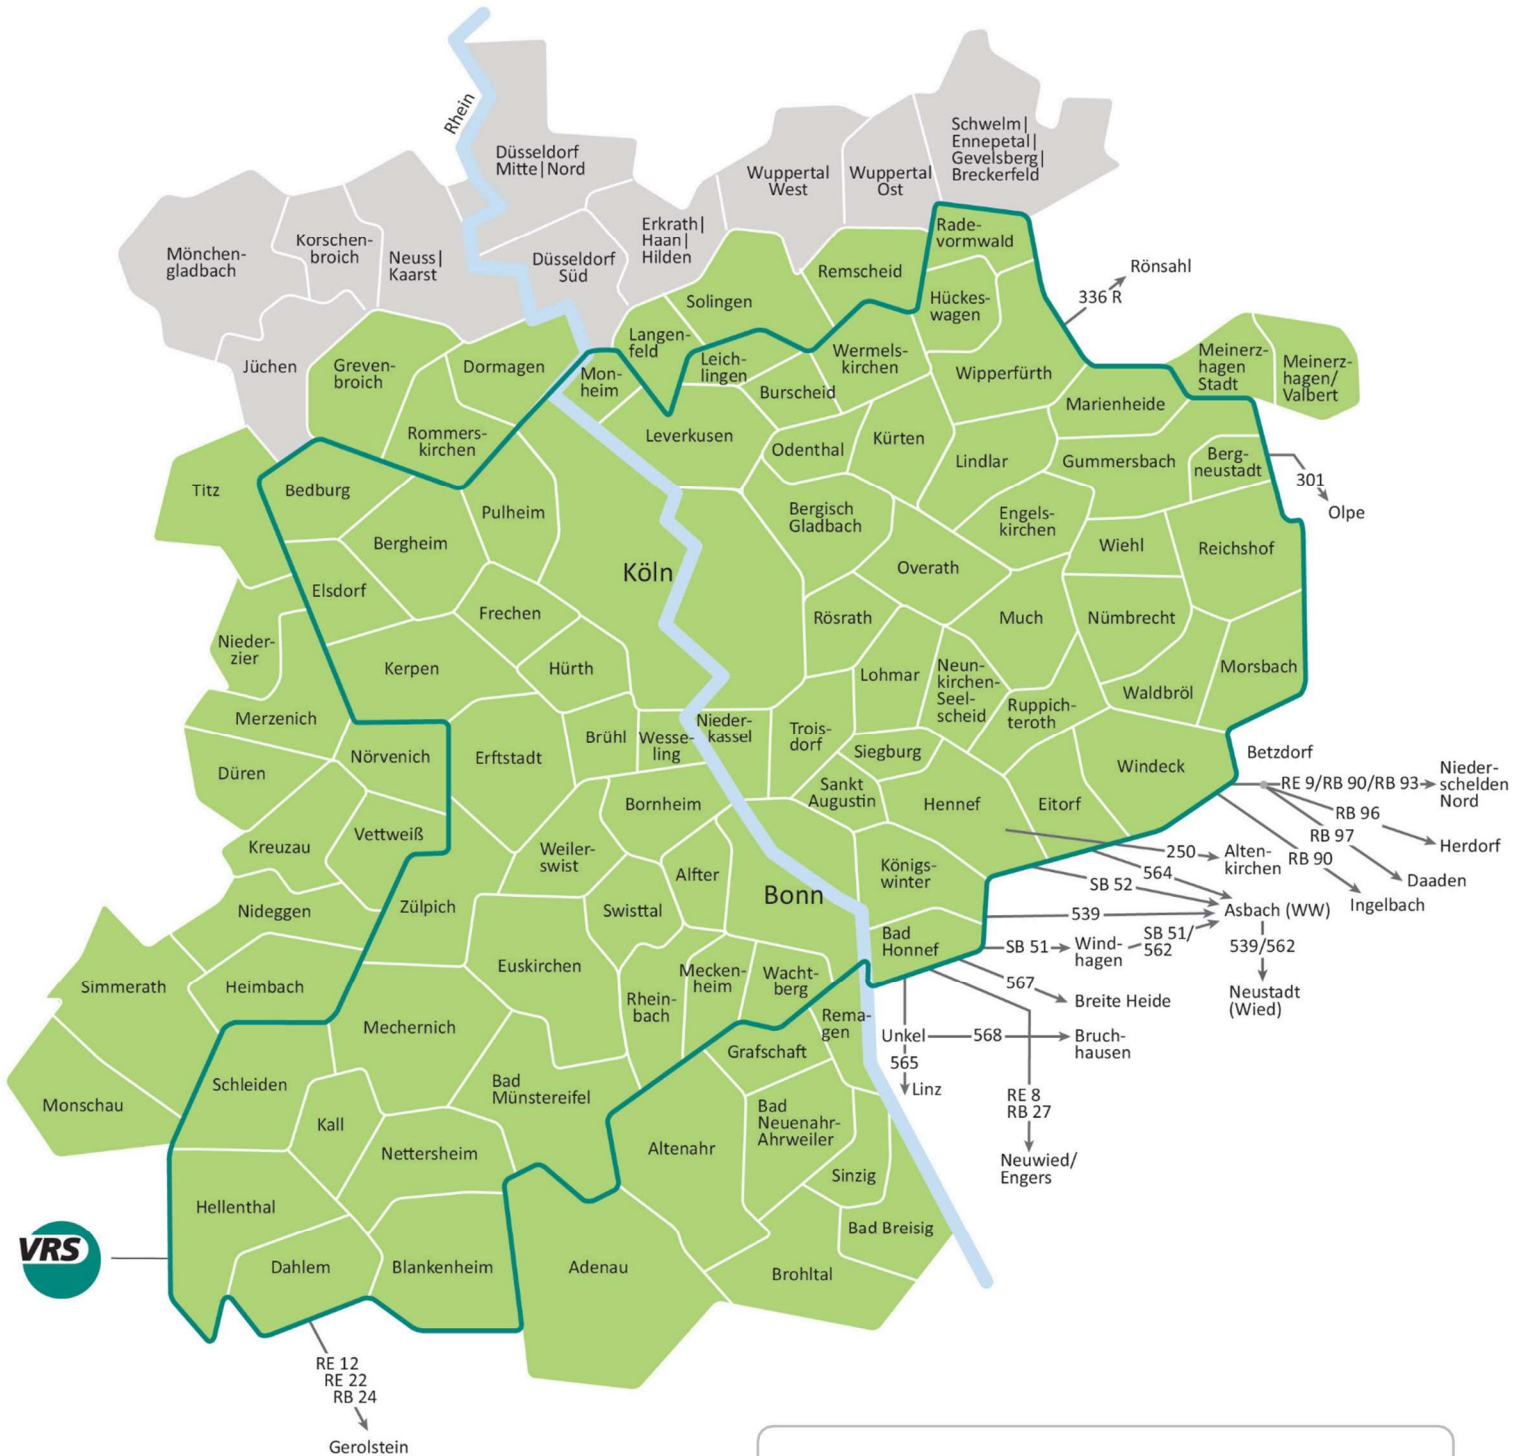 Rhein
Düsseldorf
Mitte|Nord
Schwelm|
Ennepetal|
Gevelsberg|
Breckerfeld
Wuppertal
West
Wuppertal
Ost
Mönchen-
gladbach
Korschen-
broich
Neuss|
Kaarst
Düsseldorf
Süd
Erkrath|
Haan|
Hilden
Rade-
vormwald
Remscheid
Solingen
Hückes-
wagen
336 R
Rönsahl
Jüchen
Greven-
broich
Dormagen
Langen-
feld
Mon-
heim
Leich-
lingen
Wermels-
kirchen
Burscheid
Wipperfürth
Meinerz-
hagen
Stadt
Meinerz-
hagen/
Valbert
Marienheide
Rommers-
kirchen
Leverkusen
Odenthal
Kürten
Lindlar
Gummersbach
Berg-
neustadt
301
Olpe
Titz
Bedburg
Pulheim
Bergheim
Bergisch
Gladbach
Engels-
kirchen
Wiehl
Reichshof
Köln
Overath
Elsdorf
Frechen
Rösrath
Much
Nümbrecht
Nieder-
zier
Kerpen
Hürth
Lohmar
Neun-
kirchen-
Seel-
scheid
Ruppich-
teroth
Waldbröl
Morsbach
Merzenich
Nörvenich
Erftstadt
Brühl
Wesse-
ling
Nieder-
kassel
Trois-
dorf
Siegburg
Windeck
Betzdorf
RE 9/RB 90/RB 93
Nieder-
schelden
Nord
Düren
Sankt
Augustin
Hennef
Eitorf
Bornheim
RB 96
Herdorf
RB 97
Daaden
RB 90
Ingelbach
Kreuzau
Vettweiß
Weiler-
swist
Alfter
Bonn
Königs-
winter
250
Alten-
kirchen
564
SB 52
539
Asbach (WW)
Nideggen
Zülpich
Swisttal
Bad
Honnef
SB 51
Wind-
hagen
SB 51/
562
539/562
Neustadt
(Wied)
Simmerath
Heimbach
Euskirchen
Mecken-
heim
Wacht-
berg
567
Breite Heide
Rhein-
bach
Rema-
gen
Mechernich
Grafschaft
Unkel
568
Bruch-
hausen
565
Linz
Monschau
Schleiden
Bad
Münstereifel
RE 8
RB 27
Neuwied/
Engers
Kall
Bad
Neuenahr-
Ahrweiler
Altenahr
Nettersheim
Sinzig
Hellenthal
Bad Breisig
VRS
Dahlem
Blankenheim
Adenau
Brohltal
RE 12
RE 22
RB 24
Gerolstein